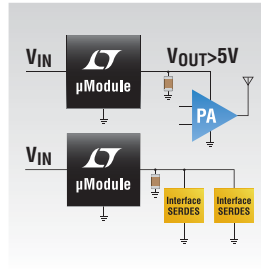 VIN
µModule
VOUT>5V
PA
VIN
µModule
Interface
SERDES
Interface
SERDES